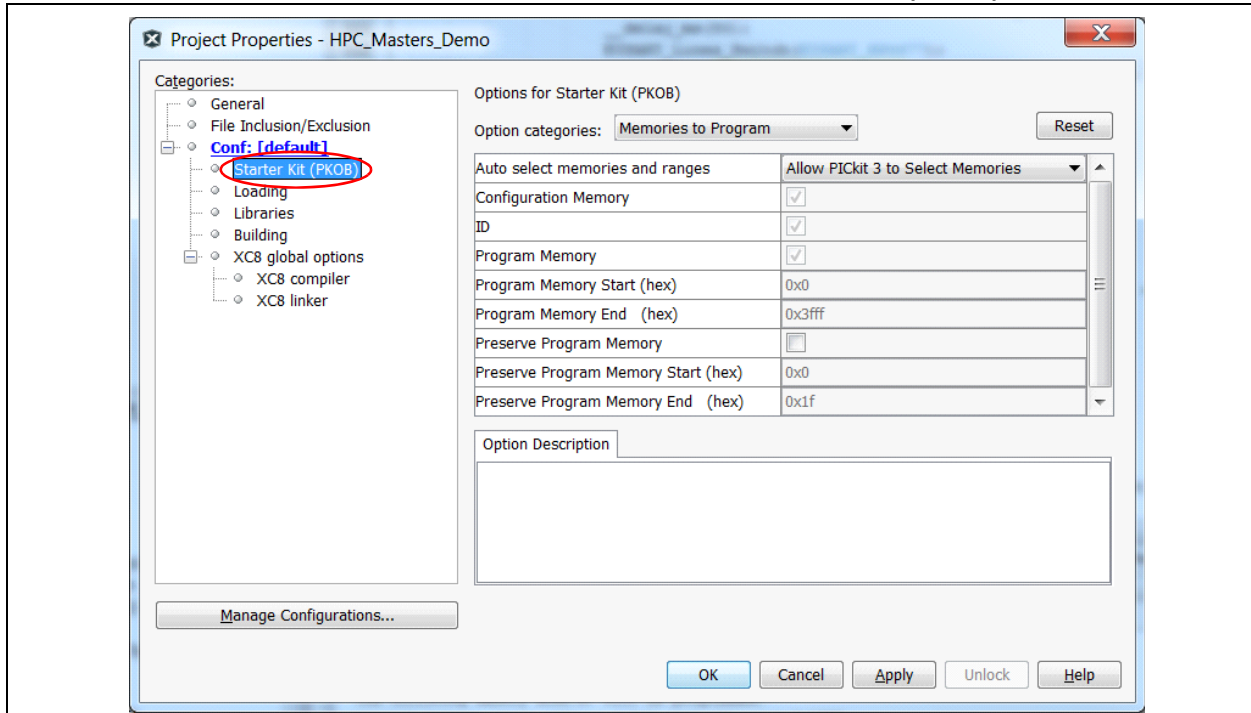 Project Properties - HPC_Masters_Demo
X
Categories:
General
File Inclusion/Exclusion
Conf: [default]
Starter Kit (PKOB)
Loading
Libraries
Building
XC8 global options
XC8 compiler
XC8 linker
Manage Configurations...
Options for Starter Kit (PKOB)
Option categories: Memories to Program Reset
Auto select memories and ranges Allow PICkit 3 to Select Memories
Configuration Memory
ID
Program Memory
Program Memory Start (hex) 0x0
Program Memory End (hex) 0x3fff
Preserve Program Memory
Preserve Program Memory Start (hex) 0x0
Preserve Program Memory End (hex) 0x1f
Option Description
OK Cancel Apply Unlock Help